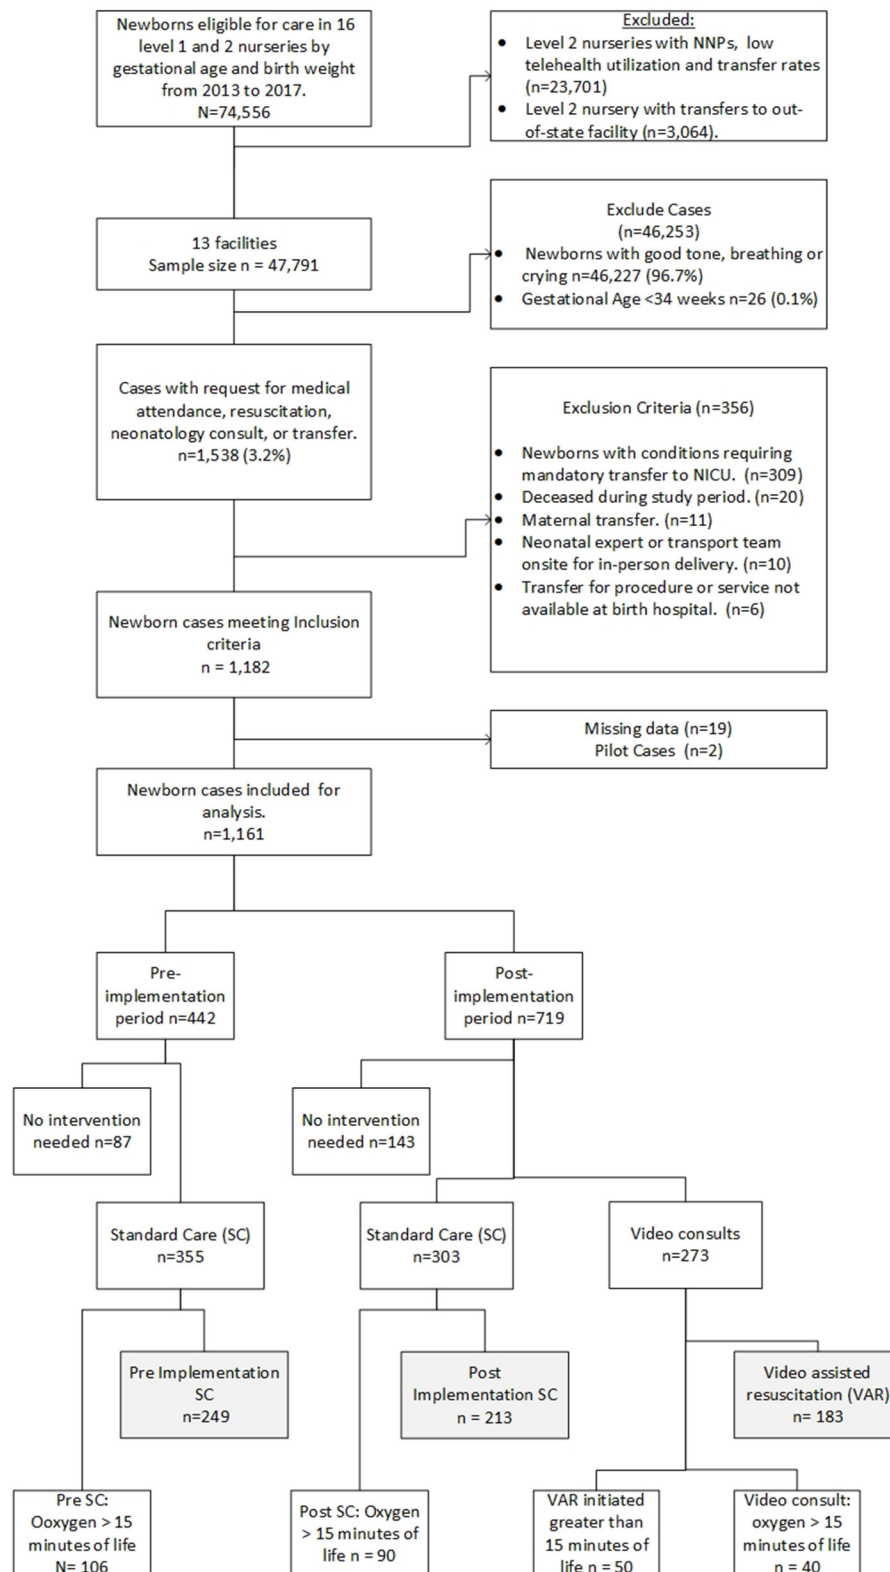 Newborns eligible for care in 16
level 1 and 2 nurseries by
gestational age and birth weight
from 2013 to 2017.
N=74,556
Excluded:
• Level 2 nurseries with NNPs, low
telehealth utilization and transfer rates
(n=23,701)
• Level 2 nursery with transfers to out-
of-state facility (n=3,064).
13 facilities
Sample size n = 47,791
Exclude Cases
(n=46,253)
• Newborns with good tone, breathing or
crying n=46,227 (96.7%)
• Gestational Age <34 weeks n=26 (0.1%)
Cases with request for medical
attendance, resuscitation,
neonatology consult, or transfer.
n=1,538 (3.2%)
Exclusion Criteria (n=356)
• Newborns with conditions requiring
mandatory transfer to NICU. (n=309)
• Deceased during study period. (n=20)
• Maternal transfer. (n=11)
• Neonatal expert or transport team
onsite for in-person delivery. (n=10)
• Transfer for procedure or service not
available at birth hospital. (n=6)
Newborn cases meeting Inclusion
criteria
n = 1,182
Missing data (n=19)
Pilot Cases (n=2)
Newborn cases included for
analysis.
n=1,161
Pre-
implementation
period n=442
Post-
implementation
period n=719
No intervention
needed n=87
No intervention
needed n=143
Standard Care (SC)
n=355
Standard Care (SC)
n=303
Video consults
n=273
Pre Implementation
SC
n=249
Post
Implementation SC
n = 213
Video assisted
resuscitation (VAR)
n= 183
Pre SC:
Ooxygen > 15
minutes of life
N= 106
Post SC: Oxygen
> 15 minutes of
life n = 90
VAR initiated
greater than
15 minutes of
life n = 50
Video consult:
oxygen > 15
minutes of life
n = 40